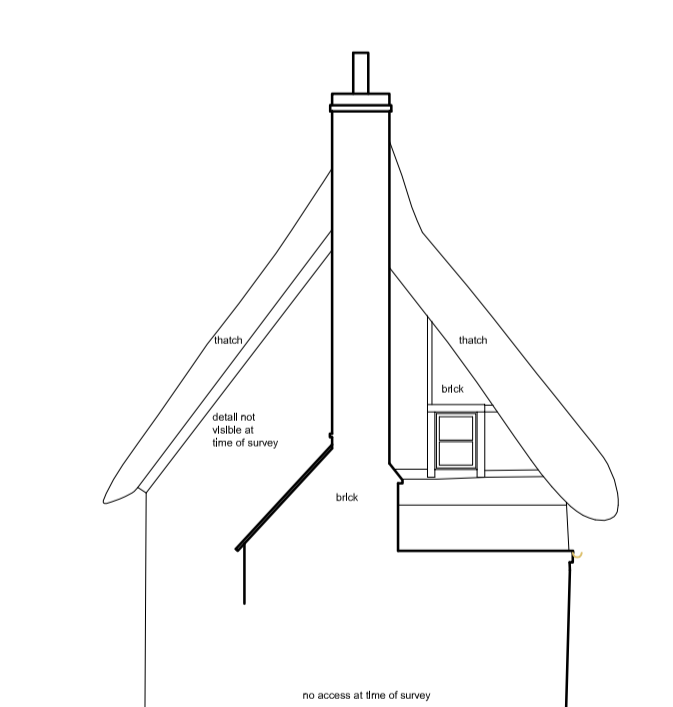 thatch
thatch
brick
detail not
visible at
time of survey
brick
no access at time of survey